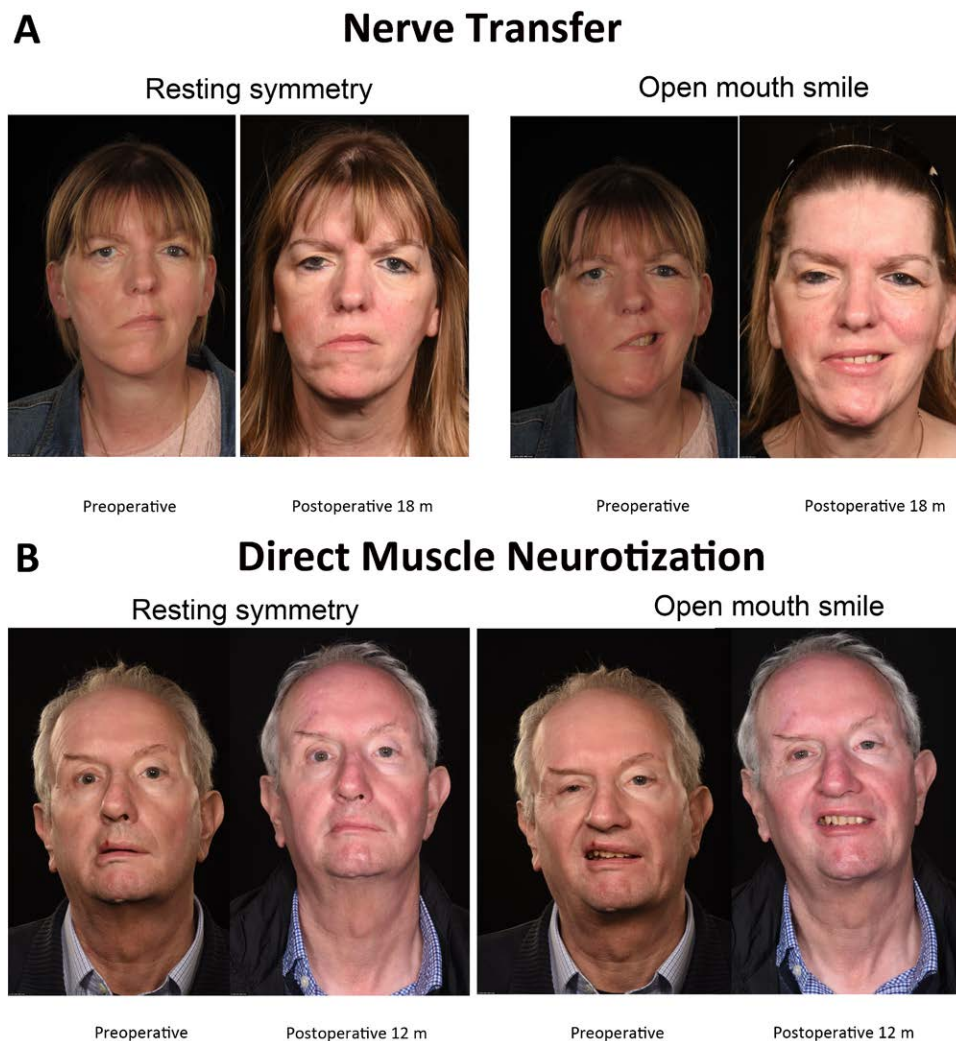 A
Nerve Transfer
Resting symmetry
Open mouth smile
Preoperative
Postoperative 18 m
Preoperative
Postoperative 18 m
B
Direct Muscle Neurotization
Resting symmetry
Open mouth smile
Preoperative
Postoperative 12 m
Preoperative
Postoperative 12 m